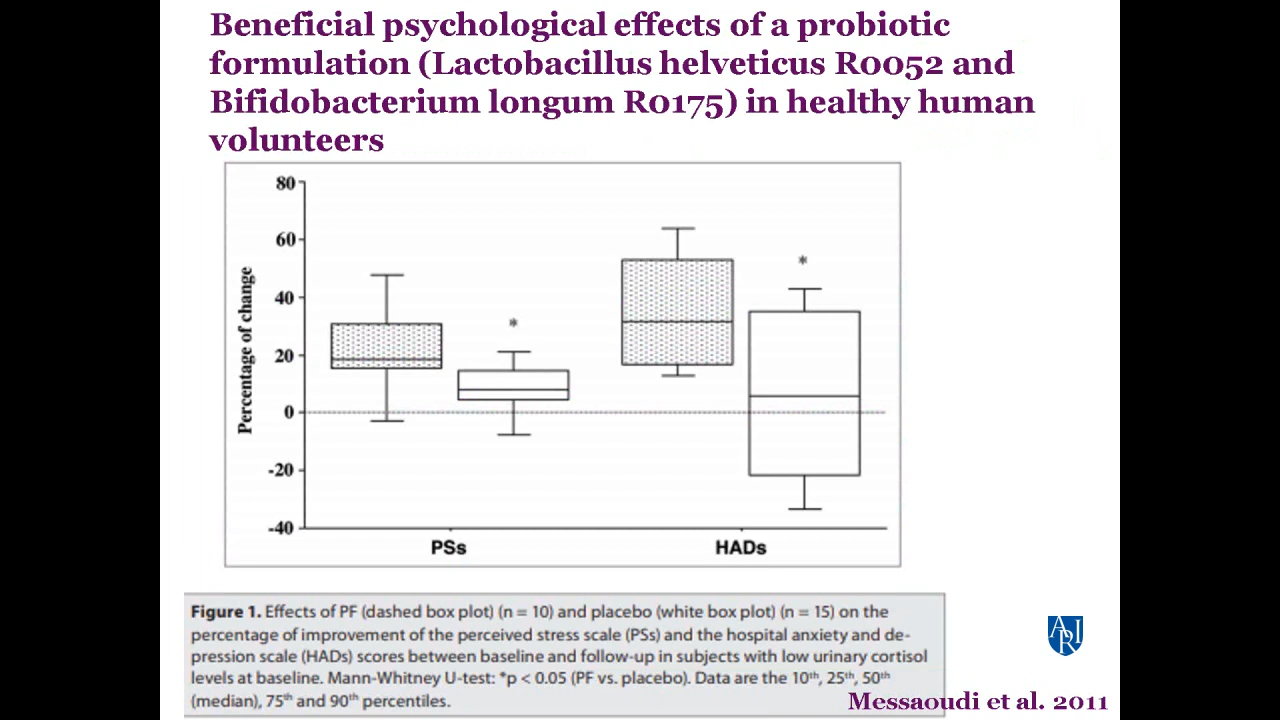 Beneficial psychological effects of a probiotic
formulation (Lactobacillus helveticus R0052 and
Bifidobacterium longum R0175) in healthy human
volunteers
80
60
40
20
0
-20
-40
Percentage of change
*
*
PSs
HADs
Figure 1. Effects of PF (dashed box plot) (n = 10) and placebo (white box plot) (n = 15) on the
percentage of improvement of the perceived stress scale (PSs) and the hospital anxiety and de-
pression scale (HADs) scores between baseline and follow-up in subjects with low urinary cortisol
levels at baseline. Mann-Whitney U-test: *p < 0.05 (PF vs. placebo). Data are the 10th, 25th, 50th
(median), 75th and 90th percentiles.
ARI
Messaoudi et al. 2011